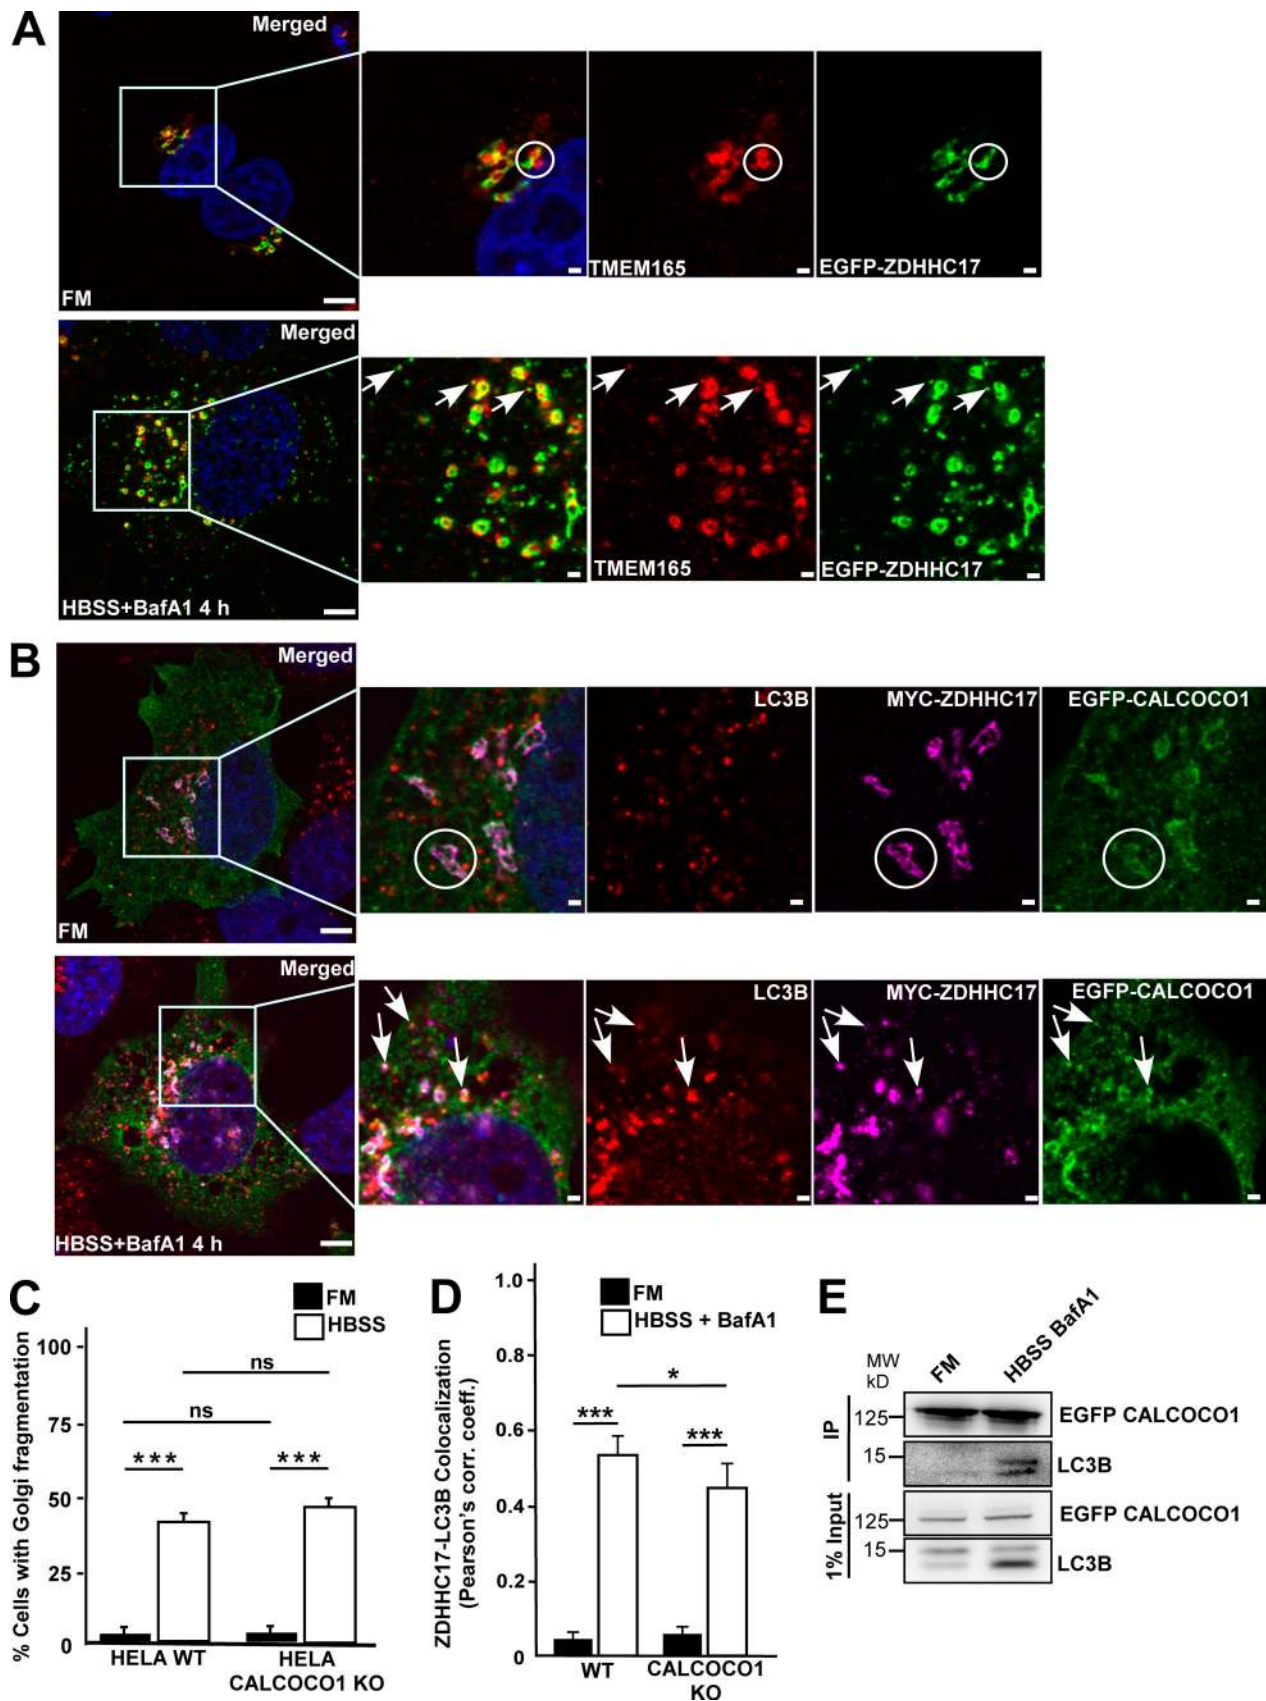 A
Merged
TMEM165
EGFP-ZDHHC17
FM
Merged
TMEM165
EGFP-ZDHHC17
HBSS+BafA1 4 h
B
Merged
LC3B
MYC-ZDHHC17
EGFP-CALCOCO1
FM
Merged
LC3B
MYC-ZDHHC17
EGFP-CALCOCO1
HBSS+BafA1 4 h
C
FM
HBSS
% Cells with Golgi fragmentation
100
75
50
25
0
ns
ns
***
***
HELA WT
HELA
CALCOCO1 KO
D
FM
HBSS + BafA1
ZDHHC17-LC3B Colocalization
(Pearson's corr. coeff.)
1.0
0.8
0.6
0.4
0.2
0
*
***
***
WT
CALCOCO1
KO
E
MW
kD
FM
HBSS BafA1
IP
125
EGFP CALCOCO1
15
LC3B
1% Input
125
EGFP CALCOCO1
15
LC3B